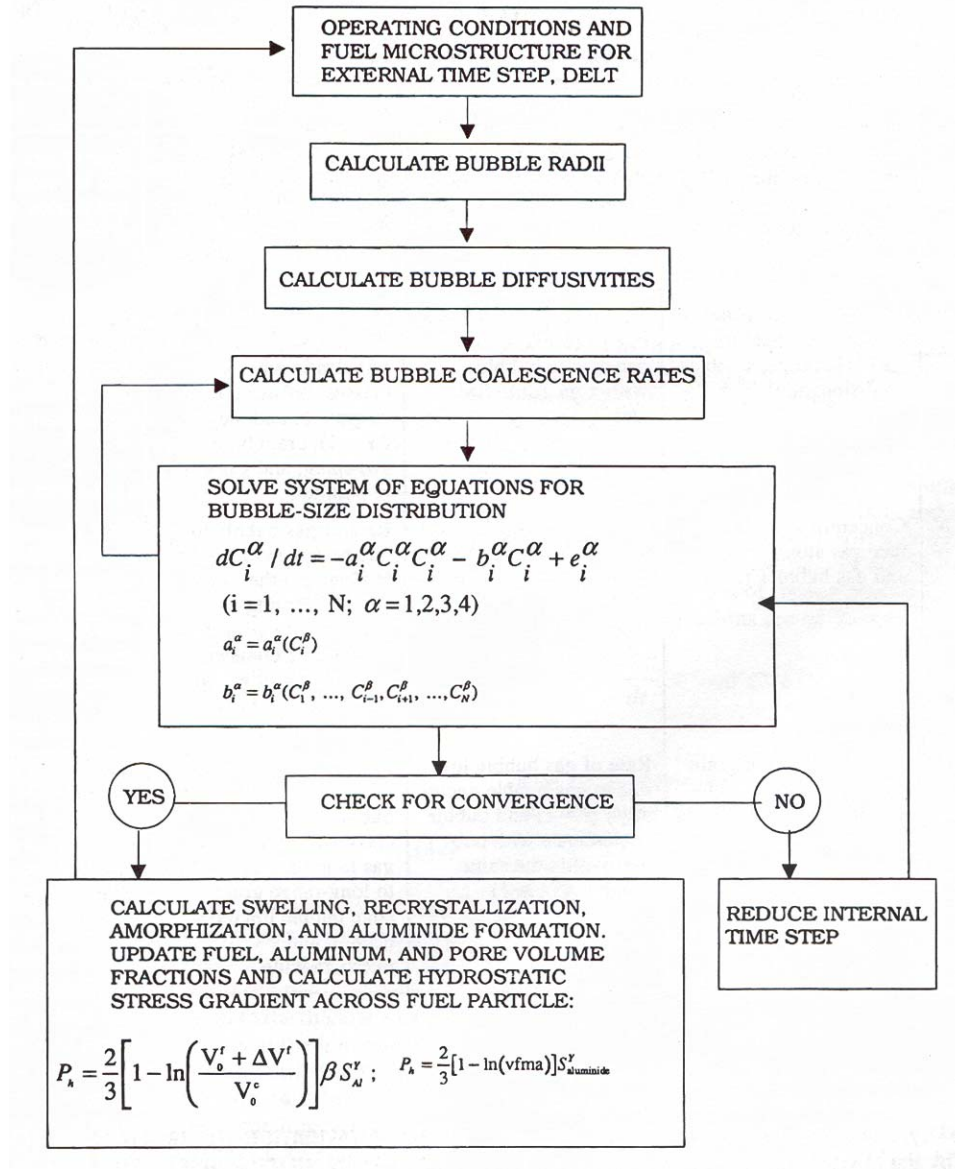 OPERATING CONDITIONS AND
FUEL MICROSTRUCTURE FOR
EXTERNAL TIME STEP, DELT
CALCULATE BUBBLE RADII
CALCULATE BUBBLE DIFFUSIVITIES
CALCULATE BUBBLE COALESCENCE RATES
SOLVE SYSTEM OF EQUATIONS FOR
BUBBLE-SIZE DISTRIBUTION
dC_i^α / dt = -a_i^α C_i^α C_i^α - b_i^α C_i^α + e_i^α
(i = 1, ..., N; α = 1,2,3,4)
a_i^α = a_i^α(C_i^β)
b_i^α = b_i^α(C_1^β, ..., C_{i-1}^β, C_{i+1}^β, ..., C_N^β)
YES
CHECK FOR CONVERGENCE
NO
CALCULATE SWELLING, RECRYSTALLIZATION,
AMORPHIZATION, AND ALUMINIDE FORMATION.
UPDATE FUEL, ALUMINUM, AND PORE VOLUME
FRACTIONS AND CALCULATE HYDROSTATIC
STRESS GRADIENT ACROSS FUEL PARTICLE:
P_h = 2/3 [1 - ln((V_0^f + ΔV^f) / V_0^c)] β S_Al^Y ; P_h = 2/3 [1 - ln(vfma)] S_aluminide^Y
REDUCE INTERNAL
TIME STEP